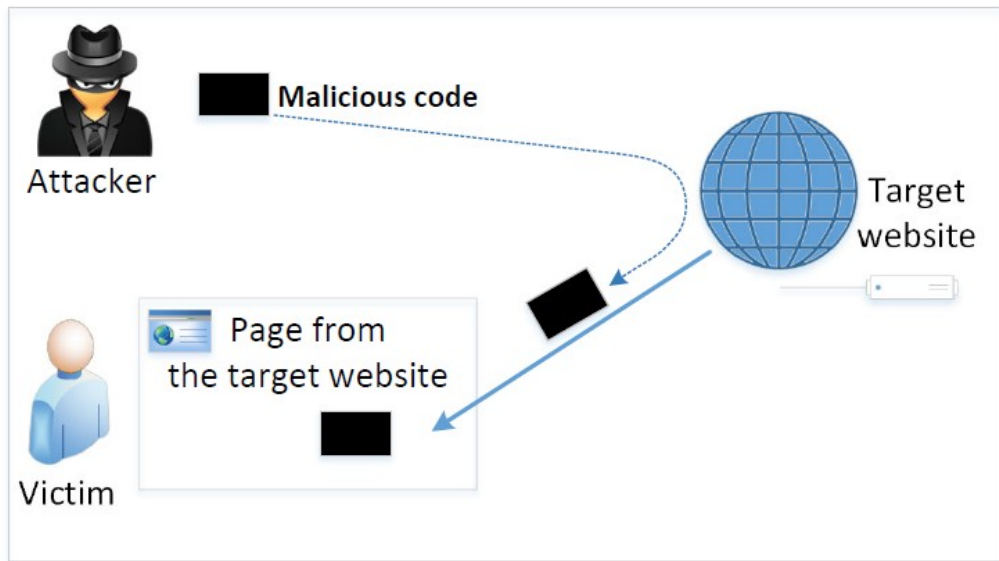 Malicious code
Attacker
Target
website
Page from
the target website
Victim